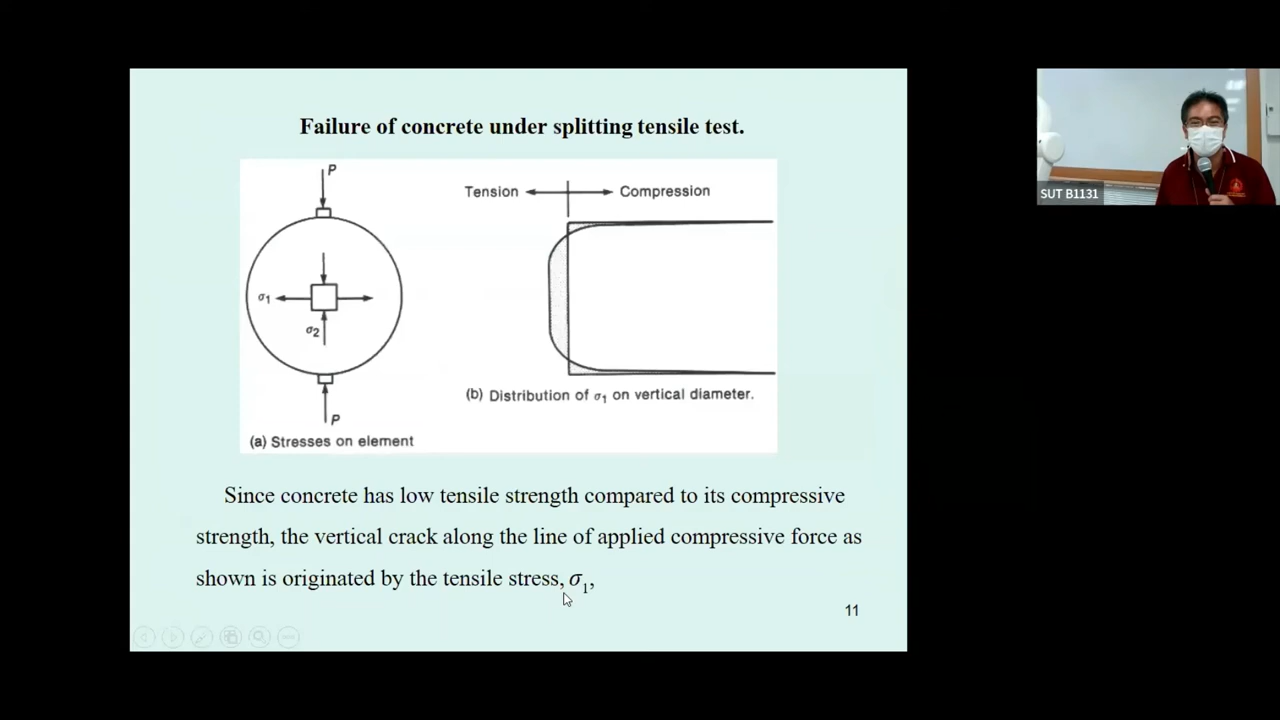 Failure of concrete under splitting tensile test.
P
Tension
Compression
σ1
σ2
(b) Distribution of σ1 on vertical diameter.
P
(a) Stresses on element
Since concrete has low tensile strength compared to its compressive
strength, the vertical crack along the line of applied compressive force as
shown is originated by the tensile stress, σ1,
11
SUT B1131